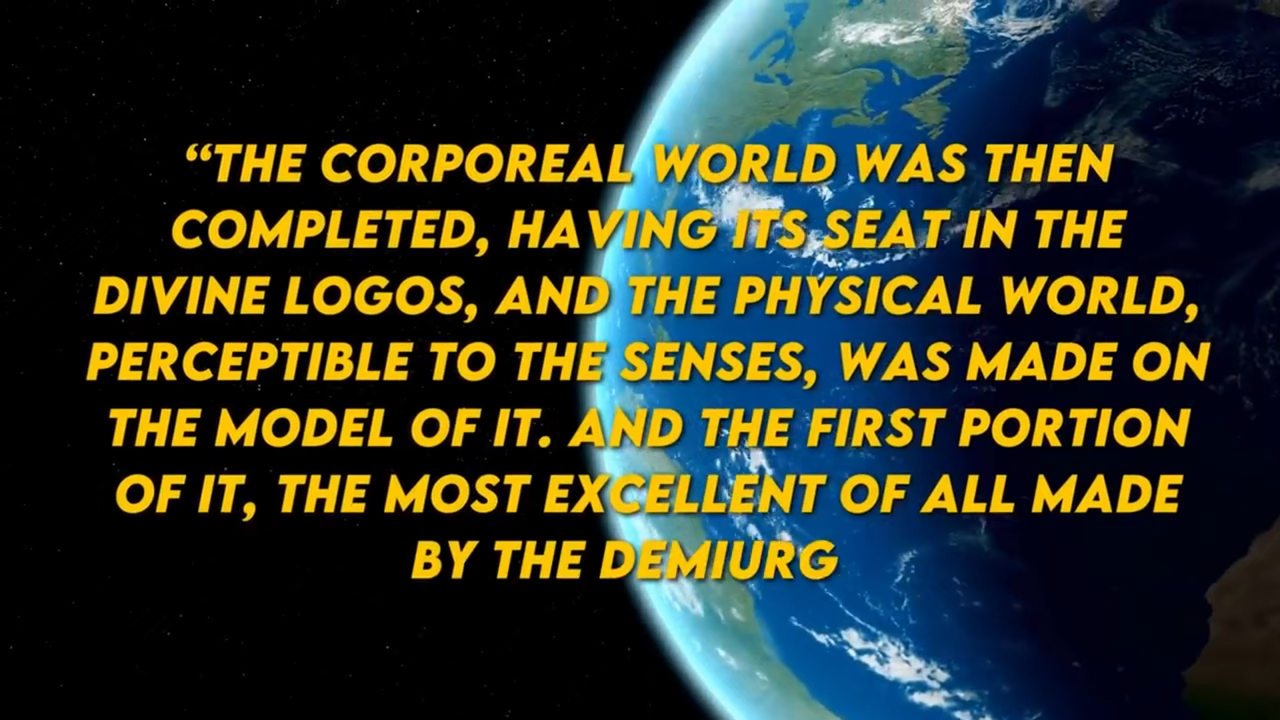 “THE CORPOREAL WORLD WAS THEN
COMPLETED, HAVING ITS SEAT IN THE
DIVINE LOGOS, AND THE PHYSICAL WORLD,
PERCEPTIBLE TO THE SENSES, WAS MADE ON
THE MODEL OF IT. AND THE FIRST PORTION
OF IT, THE MOST EXCELLENT OF ALL MADE
BY THE DEMIURG